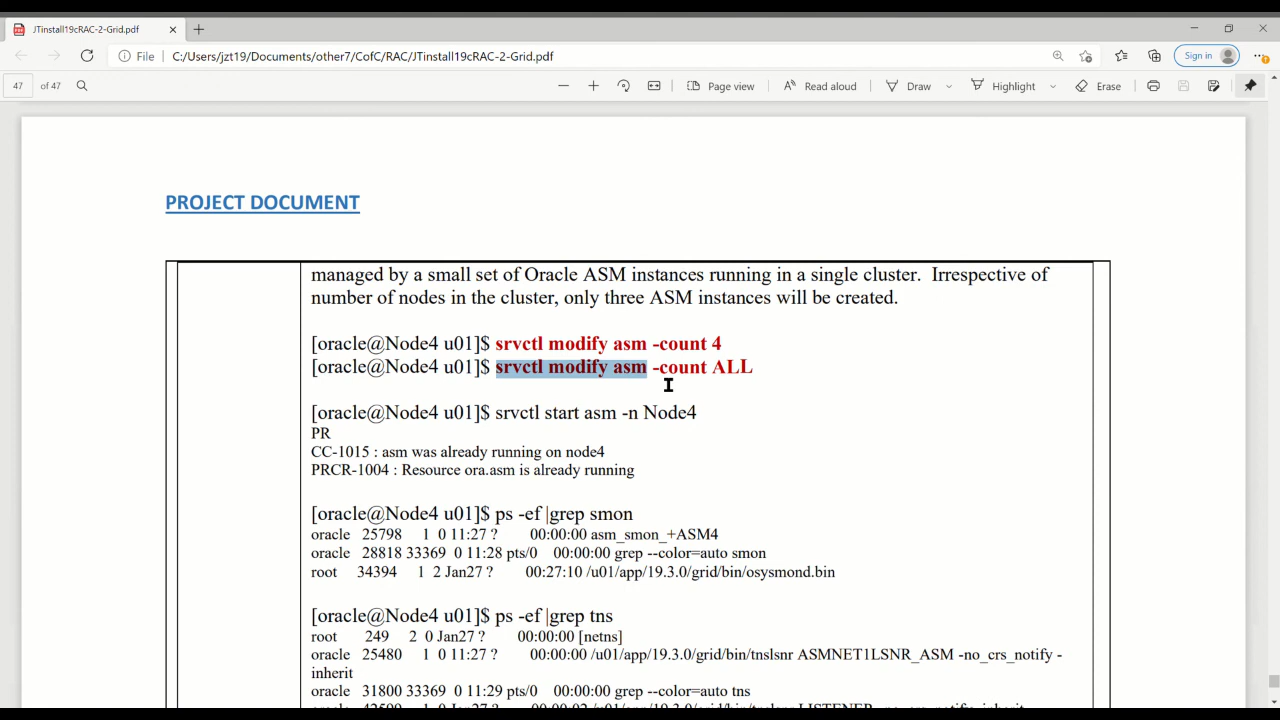 JTinstall19cRAC-2-Grid.pdf
File | C:/Users/jzt19/Documents/other7/CofC/RAC/JTinstall19cRAC-2-Grid.pdf
Sign in
47 of 47
Page view
Read aloud
Draw
Highlight
Erase
PROJECT DOCUMENT
managed by a small set of Oracle ASM instances running in a single cluster. Irrespective of
number of nodes in the cluster, only three ASM instances will be created.
[oracle@Node4 u01]$ srvctl modify asm -count 4
[oracle@Node4 u01]$ srvctl modify asm -count ALL
[oracle@Node4 u01]$ srvctl start asm -n Node4
PR
CC-1015 : asm was already running on node4
PRCR-1004 : Resource ora.asm is already running
[oracle@Node4 u01]$ ps -ef |grep smon
oracle 25798 1 0 11:27 ? 00:00:00 asm_smon_+ASM4
oracle 28818 33369 0 11:28 pts/0 00:00:00 grep --color=auto smon
root 34394 1 2 Jan27 ? 00:27:10 /u01/app/19.3.0/grid/bin/osysmond.bin
[oracle@Node4 u01]$ ps -ef |grep tns
root 249 2 0 Jan27 ? 00:00:00 [netns]
oracle 25480 1 0 11:27 ? 00:00:00 /u01/app/19.3.0/grid/bin/tnslsnr ASMNET1LSNR_ASM -no_crs_notify -
inherit
oracle 31800 33369 0 11:29 pts/0 00:00:00 grep --color=auto tns